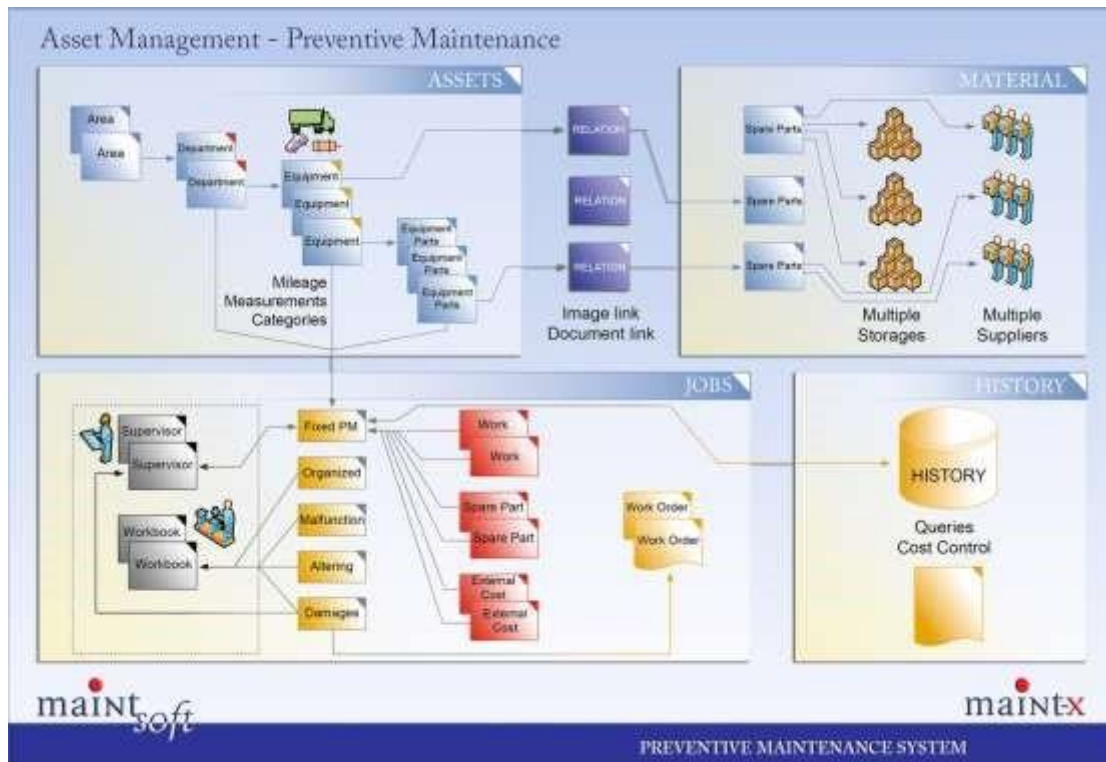 Asset Management - Preventive Maintenance
ASSETS
Area
Area
Department
Department
Equipment
Equipment
Equipment
Equipment
Parts
Equipment
Parts
Equipment
Parts
Mileage
Measurements
Categories
RELATION
RELATION
RELATION
Image link
Document link
MATERIAL
Spare Parts
Spare Parts
Spare Parts
Multiple
Storages
Multiple
Suppliers
JOBS
Supervisor
Supervisor
Workbook
Workbook
Fixed PM
Organized
Malfunction
Altering
Damages
Work
Work
Spare Part
Spare Part
External
Cost
External
Cost
Work Order
Work Order
HISTORY
HISTORY
Queries
Cost Control
maint
soft
maint-x
PREVENTIVE MAINTENANCE SYSTEM